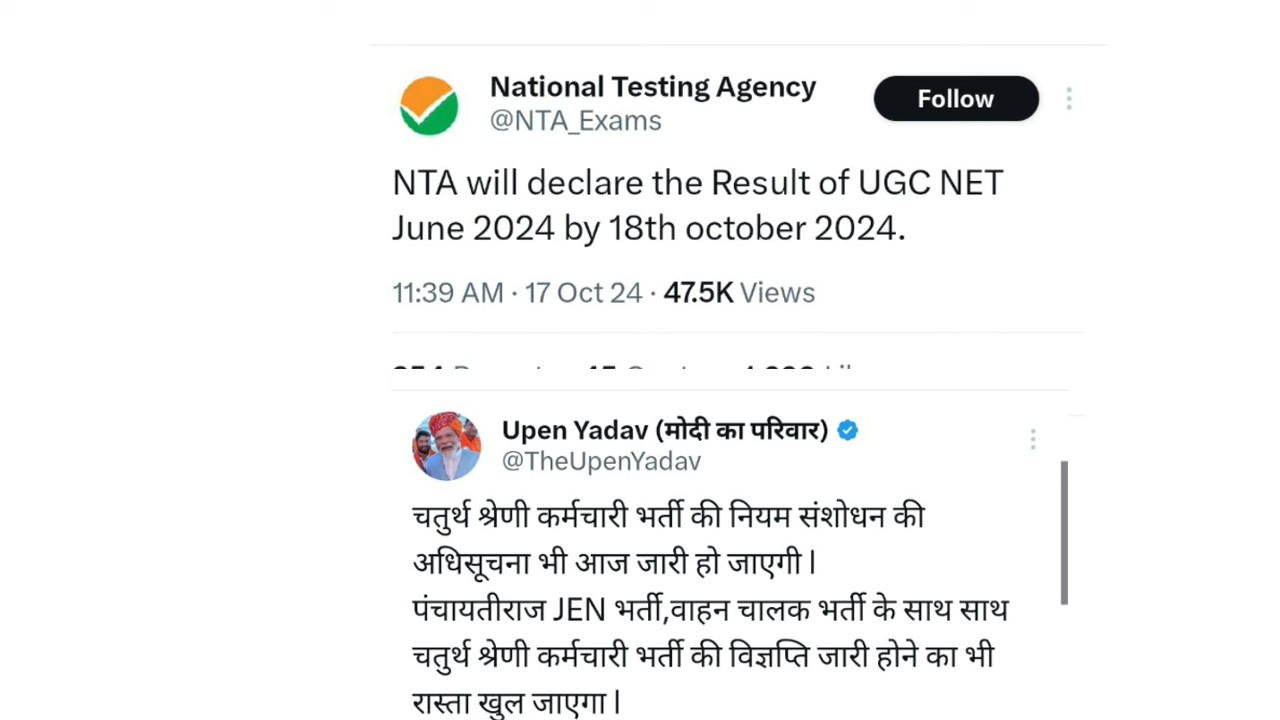 National Testing Agency
Follow
@NTA_Exams
NTA will declare the Result of UGC NET
June 2024 by 18th october 2024.
11:39 AM · 17 Oct 24 · 47.5K Views
Upen Yadav (मोदी का परिवार)
@TheUpenYadav
चतुर्थ श्रेणी कर्मचारी भर्ती की नियम संशोधन की
अधिसूचना भी आज जारी हो जाएगी |
पंचायतीराज JEN भर्ती,वाहन चालक भर्ती के साथ साथ
चतुर्थ श्रेणी कर्मचारी भर्ती की विज्ञप्ति जारी होने का भी
रास्ता खुल जाएगा |